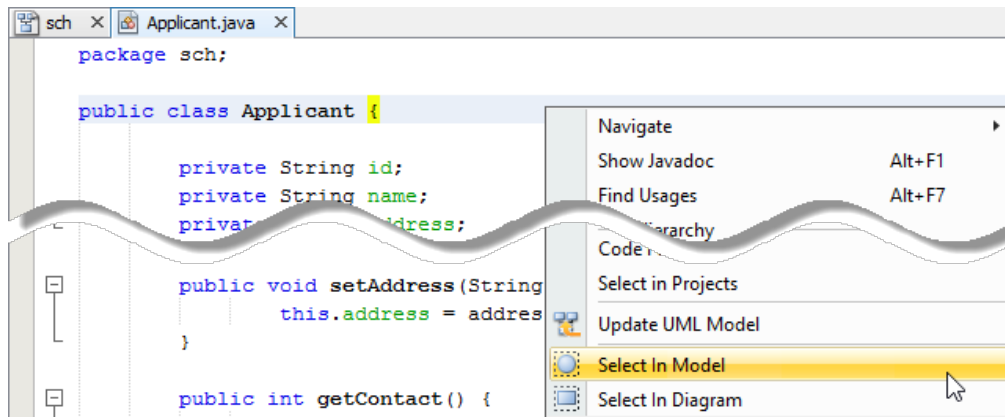 sch
Applicant.java
package sch;
public class Applicant {
private String id;
private String name;
dress;
public void setAddress(String
this.address = addres
}
public int getContact() {
Navigate
Show Javadoc Alt+F1
Find Usages Alt+F7
Code
Select in Projects
Update UML Model
Select In Model
Select In Diagram